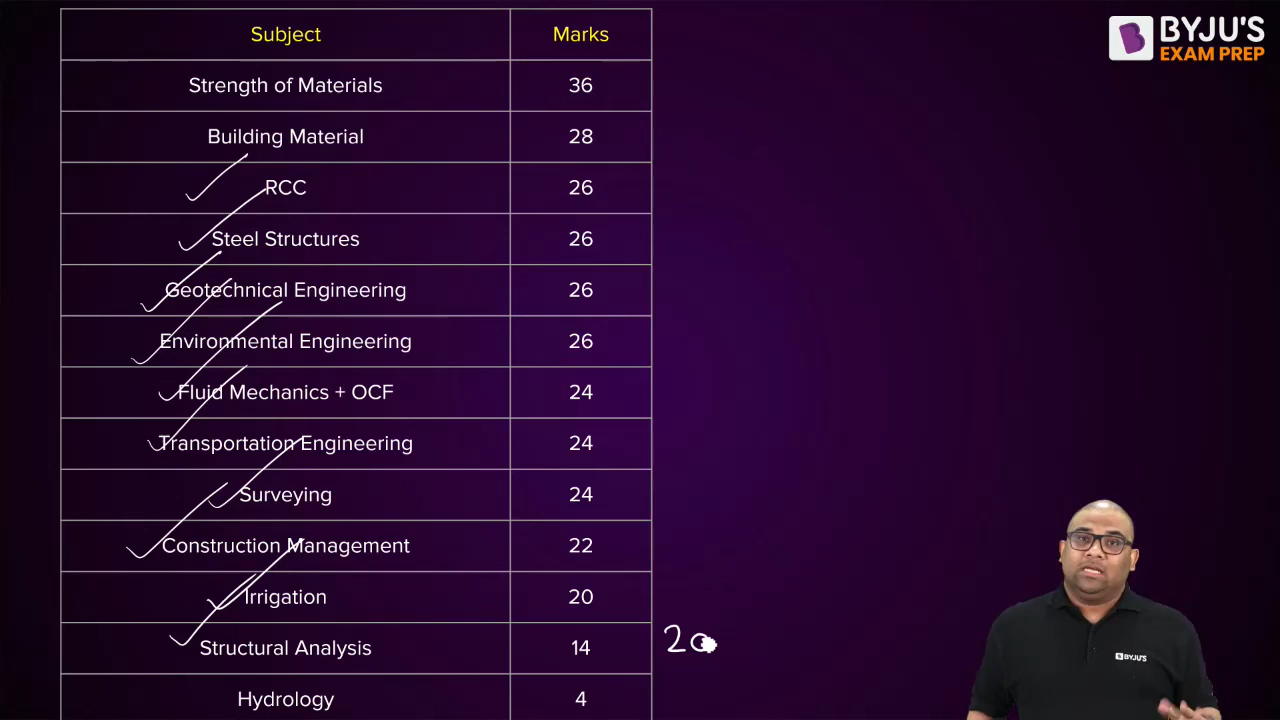 Subject Marks
BYJU'S
EXAM PREP
Strength of Materials 36
Building Material 28
RCC 26
Steel Structures 26
Geotechnical Engineering 26
Environmental Engineering 26
Fluid Mechanics + OCF 24
Transportation Engineering 24
Surveying 24
Construction Management 22
Irrigation 20
Structural Analysis 14
BYJU'S
Hydrology 4